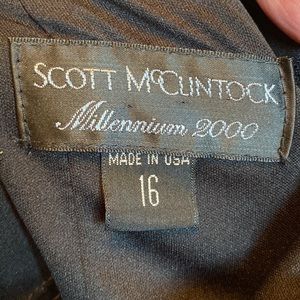 SCOTT McCLINTOCK
Millennium 2000
MADE IN USA
16